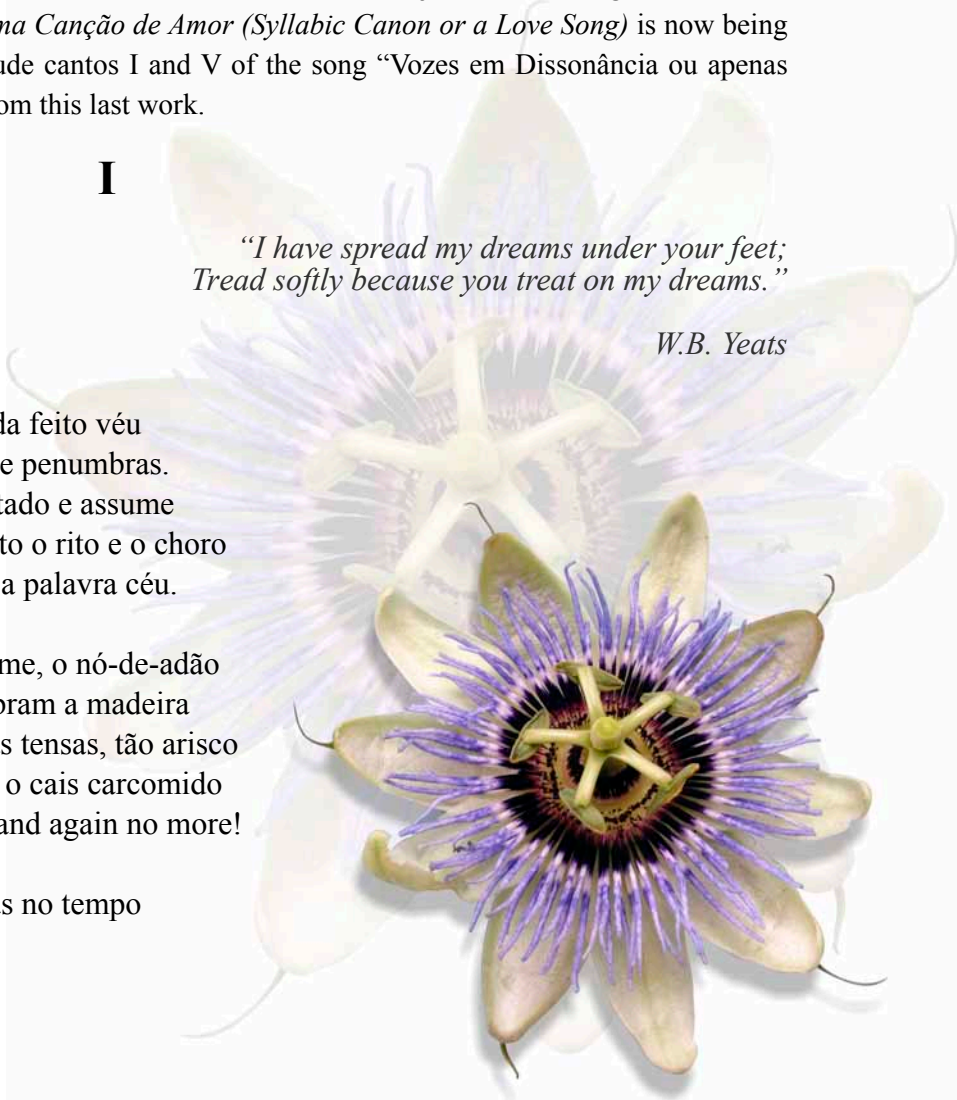 ma Canção de Amor (Syllabic Canon or a Love Song) is now being
ude cantos I and V of the song “Vozes em Dissonância ou apenas
om this last work.
I
“I have spread my dreams under your feet;
Tread softly because you treat on my dreams.”
W.B. Yeats
da feito véu
e penumbras.
tado e assume
to o rito e o choro
a palavra céu.
me, o nó-de-adão
bram a madeira
s tensas, tão arisco
o cais carcomido
and again no more!
s no tempo